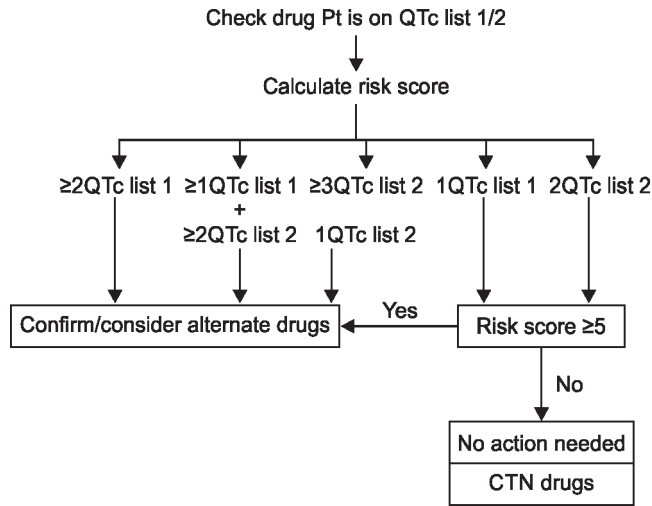 Check drug Pt is on QTc list 1/2
Calculate risk score
≥2QTc list 1
≥1QTc list 1
+
≥2QTc list 2
≥3QTc list 2
1QTc list 2
1QTc list 1
2QTc list 2
Confirm/consider alternate drugs
Yes
Risk score ≥5
No
No action needed
CTN drugs